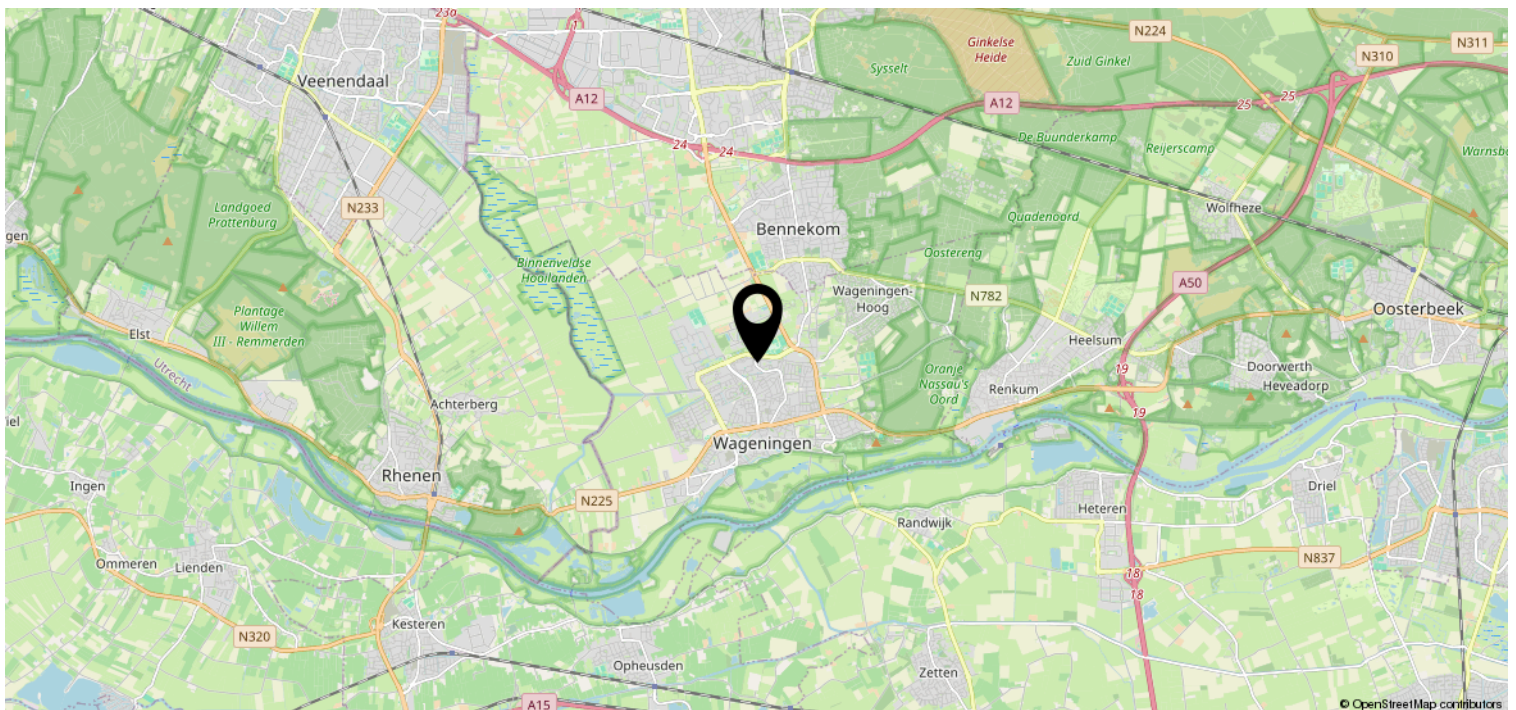 23a
N224
N311
Ginkelse
Heide
N310
Sysselt
Zuid Ginkel
Veenendaal
A12
A12
25
25
De Buunderkamp
24
24
Reijerscamp
Warnsbo
N233
Landgoed
Prattenburg
Wolfheze
Quadenoord
Bennekom
gen
Oostereng
Binnenveldse
Hooilanden
A50
Wageningen-
Hoog
N782
Plantage
Willem
III - Remmerden
Oosterbeek
Elst
Heelsum
Utrecht
Oranje
Nassau's
Oord
19
Doorwerth
Renkum
Heveadorp
Achterberg
19
iel
Wageningen
Rhenen
Ingen
Driel
N225
Heteren
Randwijk
Ommeren
Lienden
N837
18
18
Kesteren
N320
Opheusden
Zetten
A15
© OpenStreetMap contributors